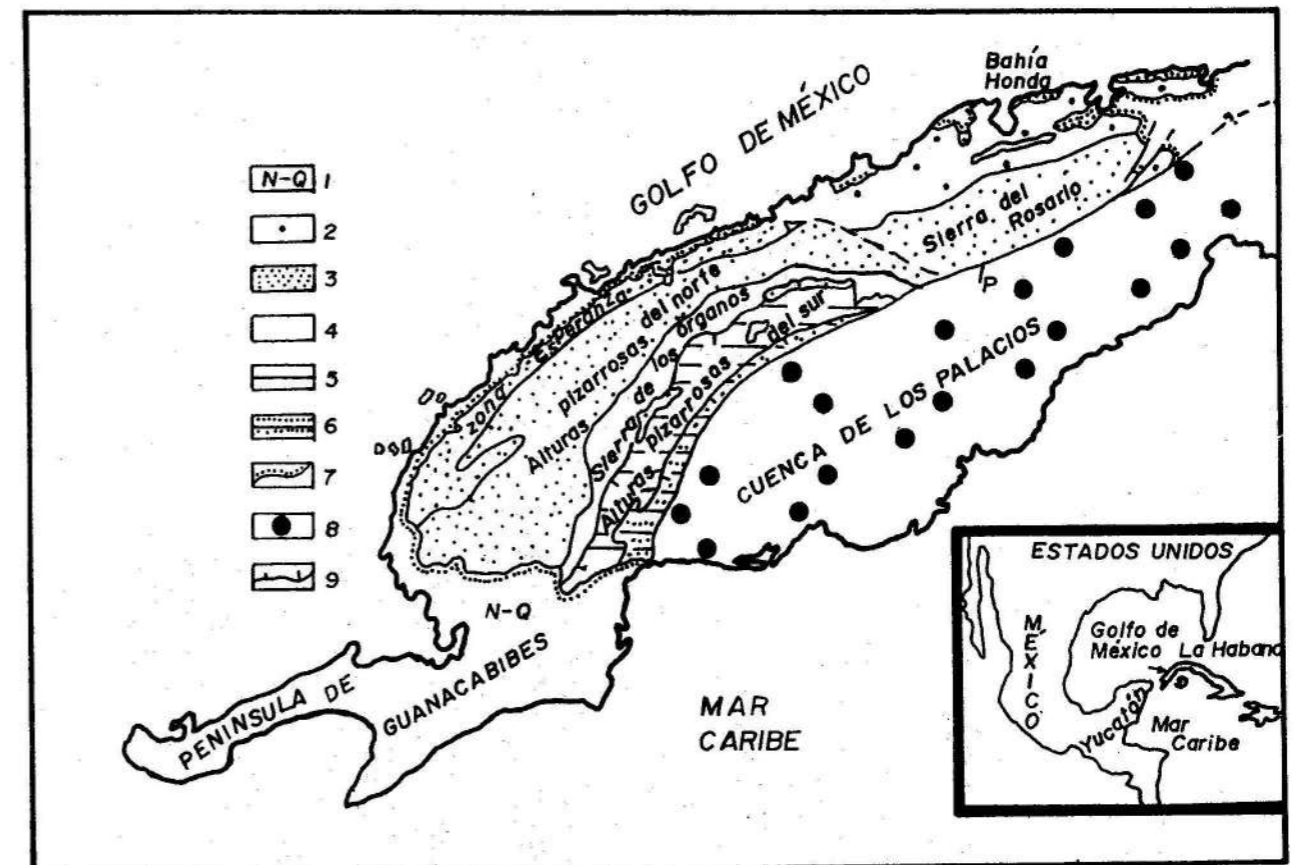 Bahía
Honda
GOLFO DE MÉXICO
N-Q 1
2
3
4
5
6
7
8
9
Sierra del
Rosario
P
zona Esperanza
Alturas pizarrosas del norte
Sierra de los órganos
Alturas pizarrosas del sur
CUENCA DE LOS PALACIOS
N-Q
PENINSULA DE
GUANACABIBES
MAR
CARIBE
ESTADOS UNIDOS
MÉXICO
Golfo de
México La Habana
Yucatán
Mar
Caribe